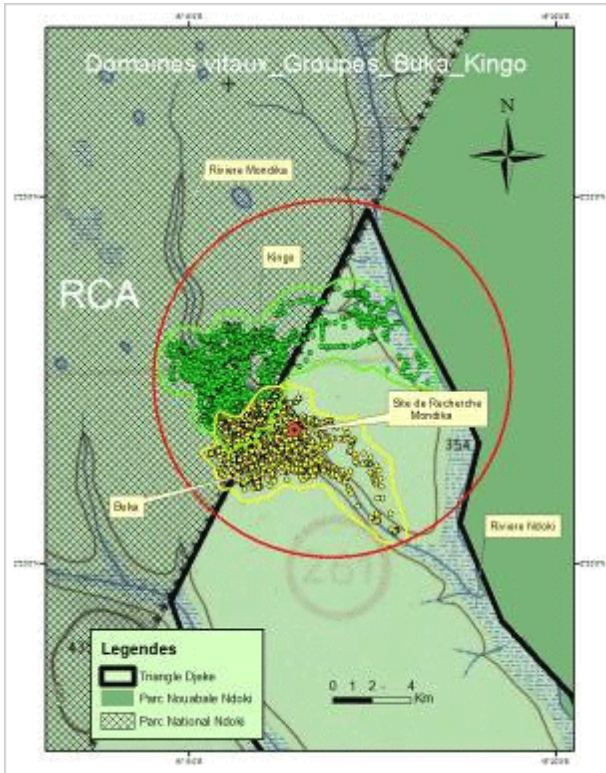 Domaines vitaux_Groupes_Buka_Kingo
N
Riviere Mondika
Kingo
RCA
Site de Recherche
Mondika
354
Buka
Riviere Ndoki
261
Legendes
Triangle Djeke
Parc Nouabale Ndoki
Parc National Ndoki
0 1 2 - 4
Km